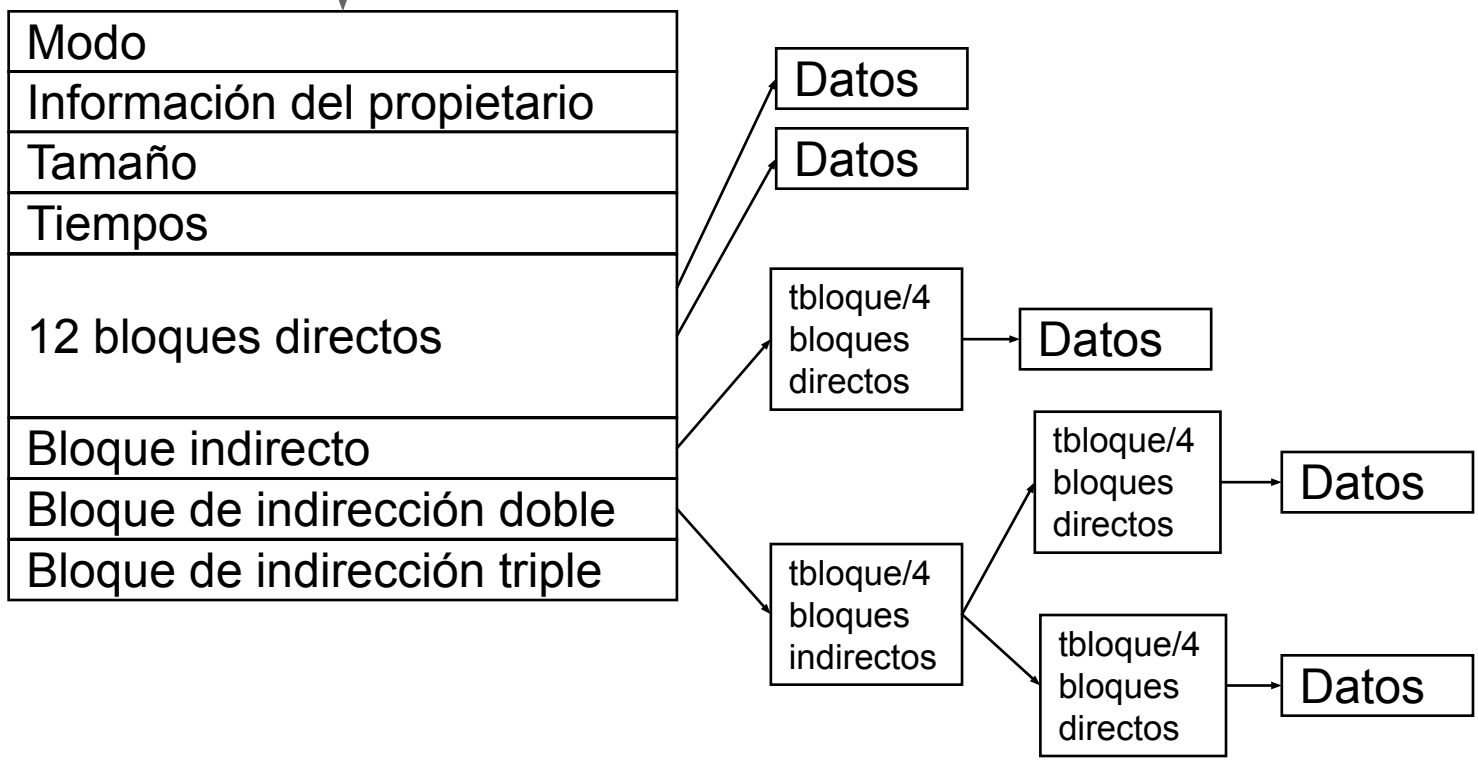 Modo
Información del propietario
Tamaño
Tiempos
12 bloques directos
Bloque indirecto
Bloque de indirección doble
Bloque de indirección triple
Datos
Datos
tbloque/4
bloques
directos
Datos
tbloque/4
bloques
directos
Datos
tbloque/4
bloques
indirectos
tbloque/4
bloques
directos
Datos